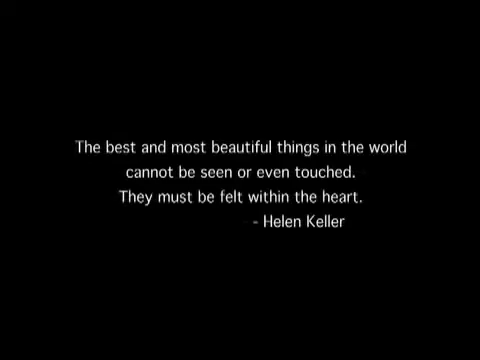 The best and most beautiful things in the world
cannot be seen or even touched.
They must be felt within the heart.
- Helen Keller